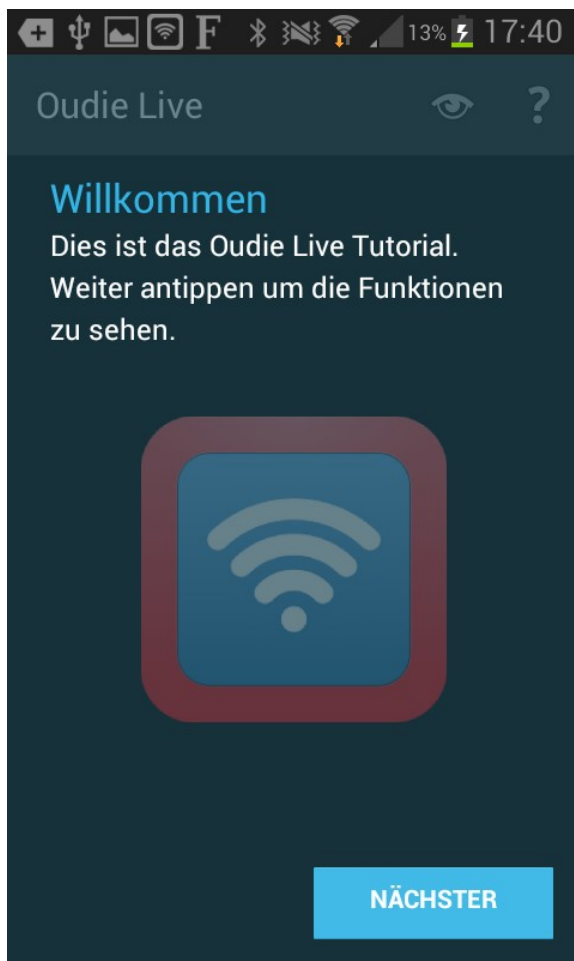 F 13% 17:40
Oudie Live ?
Willkommen
Dies ist das Oudie Live Tutorial.
Weiter antippen um die Funktionen
zu sehen.
NÄCHSTER